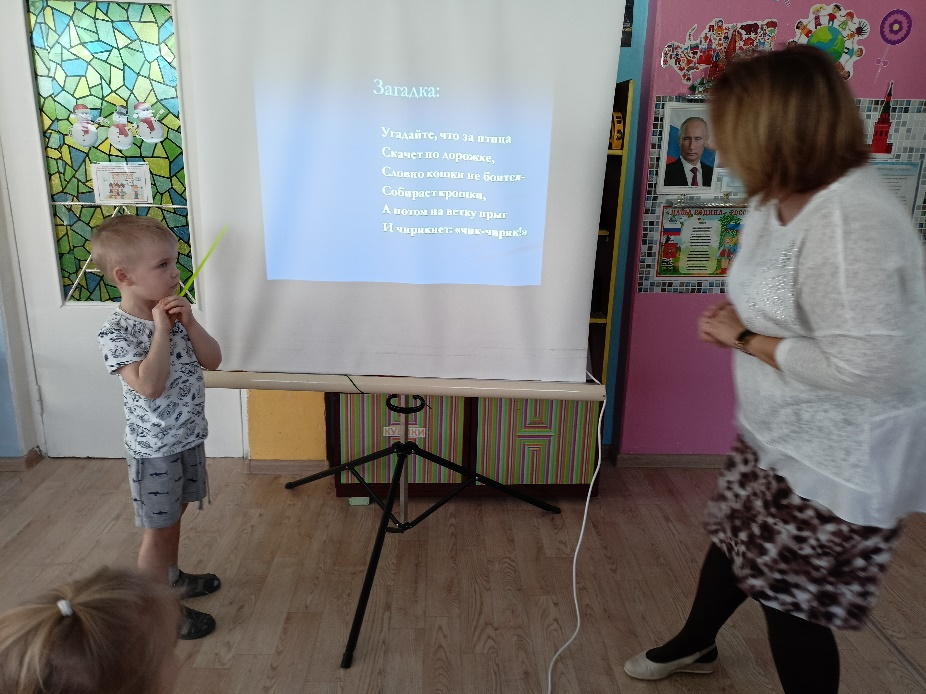 Загадка:
Угадайте, что за птица
Скачет по дорожке,
Словно кошки не боится-
Собирает крошки,
А потом на ветку прыг
И чирикнет: «чик-чирик!»